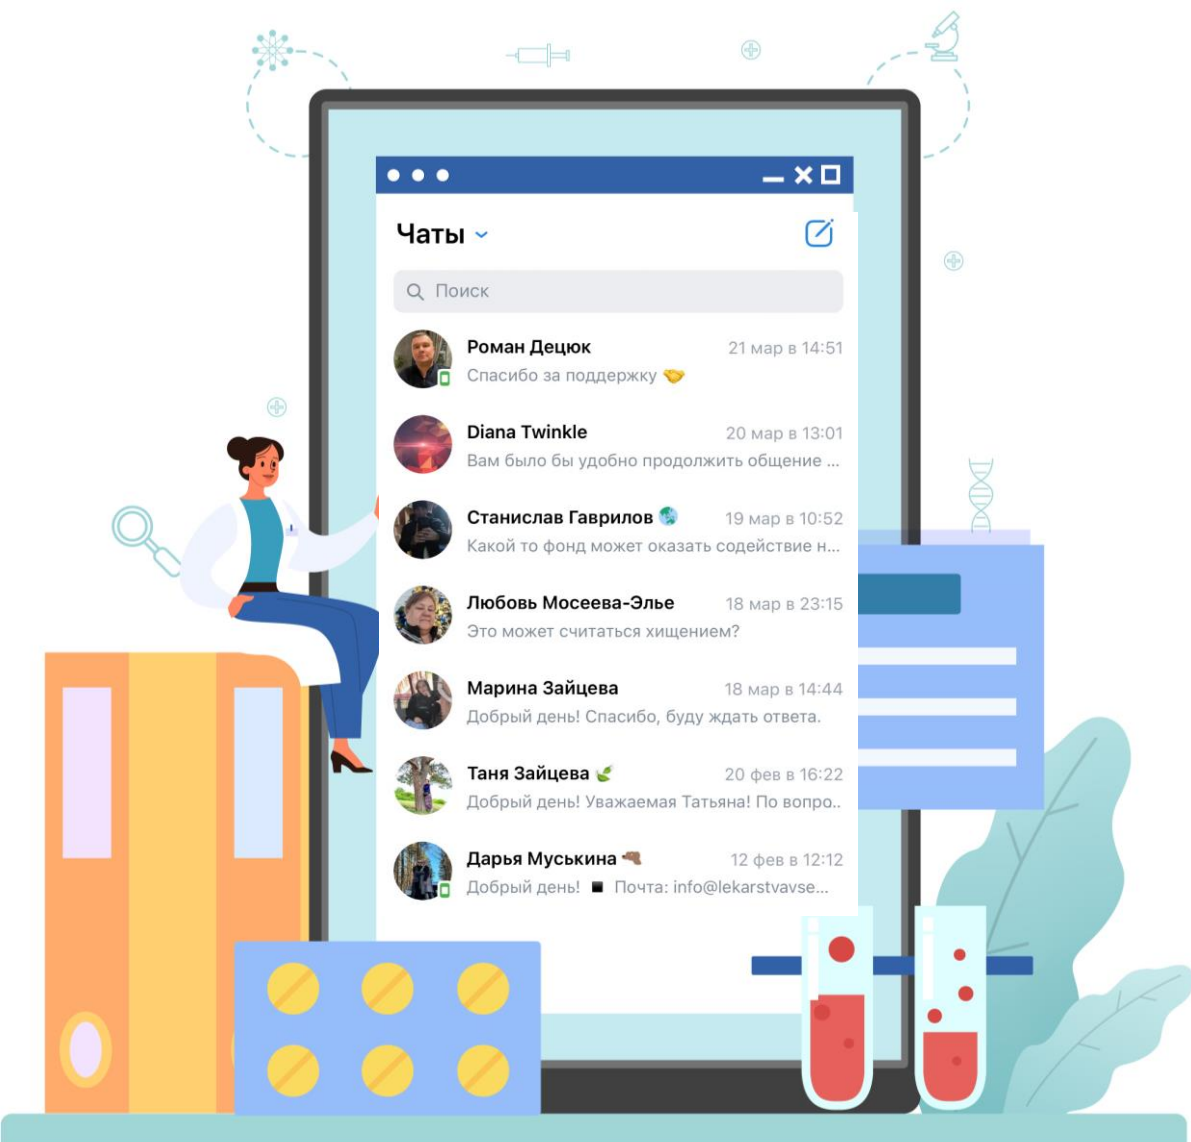 Чаты
Поиск
Роман Децюк 21 мар в 14:51
Спасибо за поддержку 🤝
Diana Twinkle 20 мар в 13:01
Вам было бы удобно продолжить общение ...
Станислав Гаврилов 19 мар в 10:52
Какой то фонд может оказать содействие н...
Любовь Мосеева-Элье 18 мар в 23:15
Это может считаться хищением?
Марина Зайцева 18 мар в 14:44
Добрый день! Спасибо, буду ждать ответа.
Таня Зайцева 20 фев в 16:22
Добрый день! Уважаемая Татьяна! По вопро..
Дарья Муськина 12 фев в 12:12
Добрый день! ◾ Почта: info@lekarstvavse...